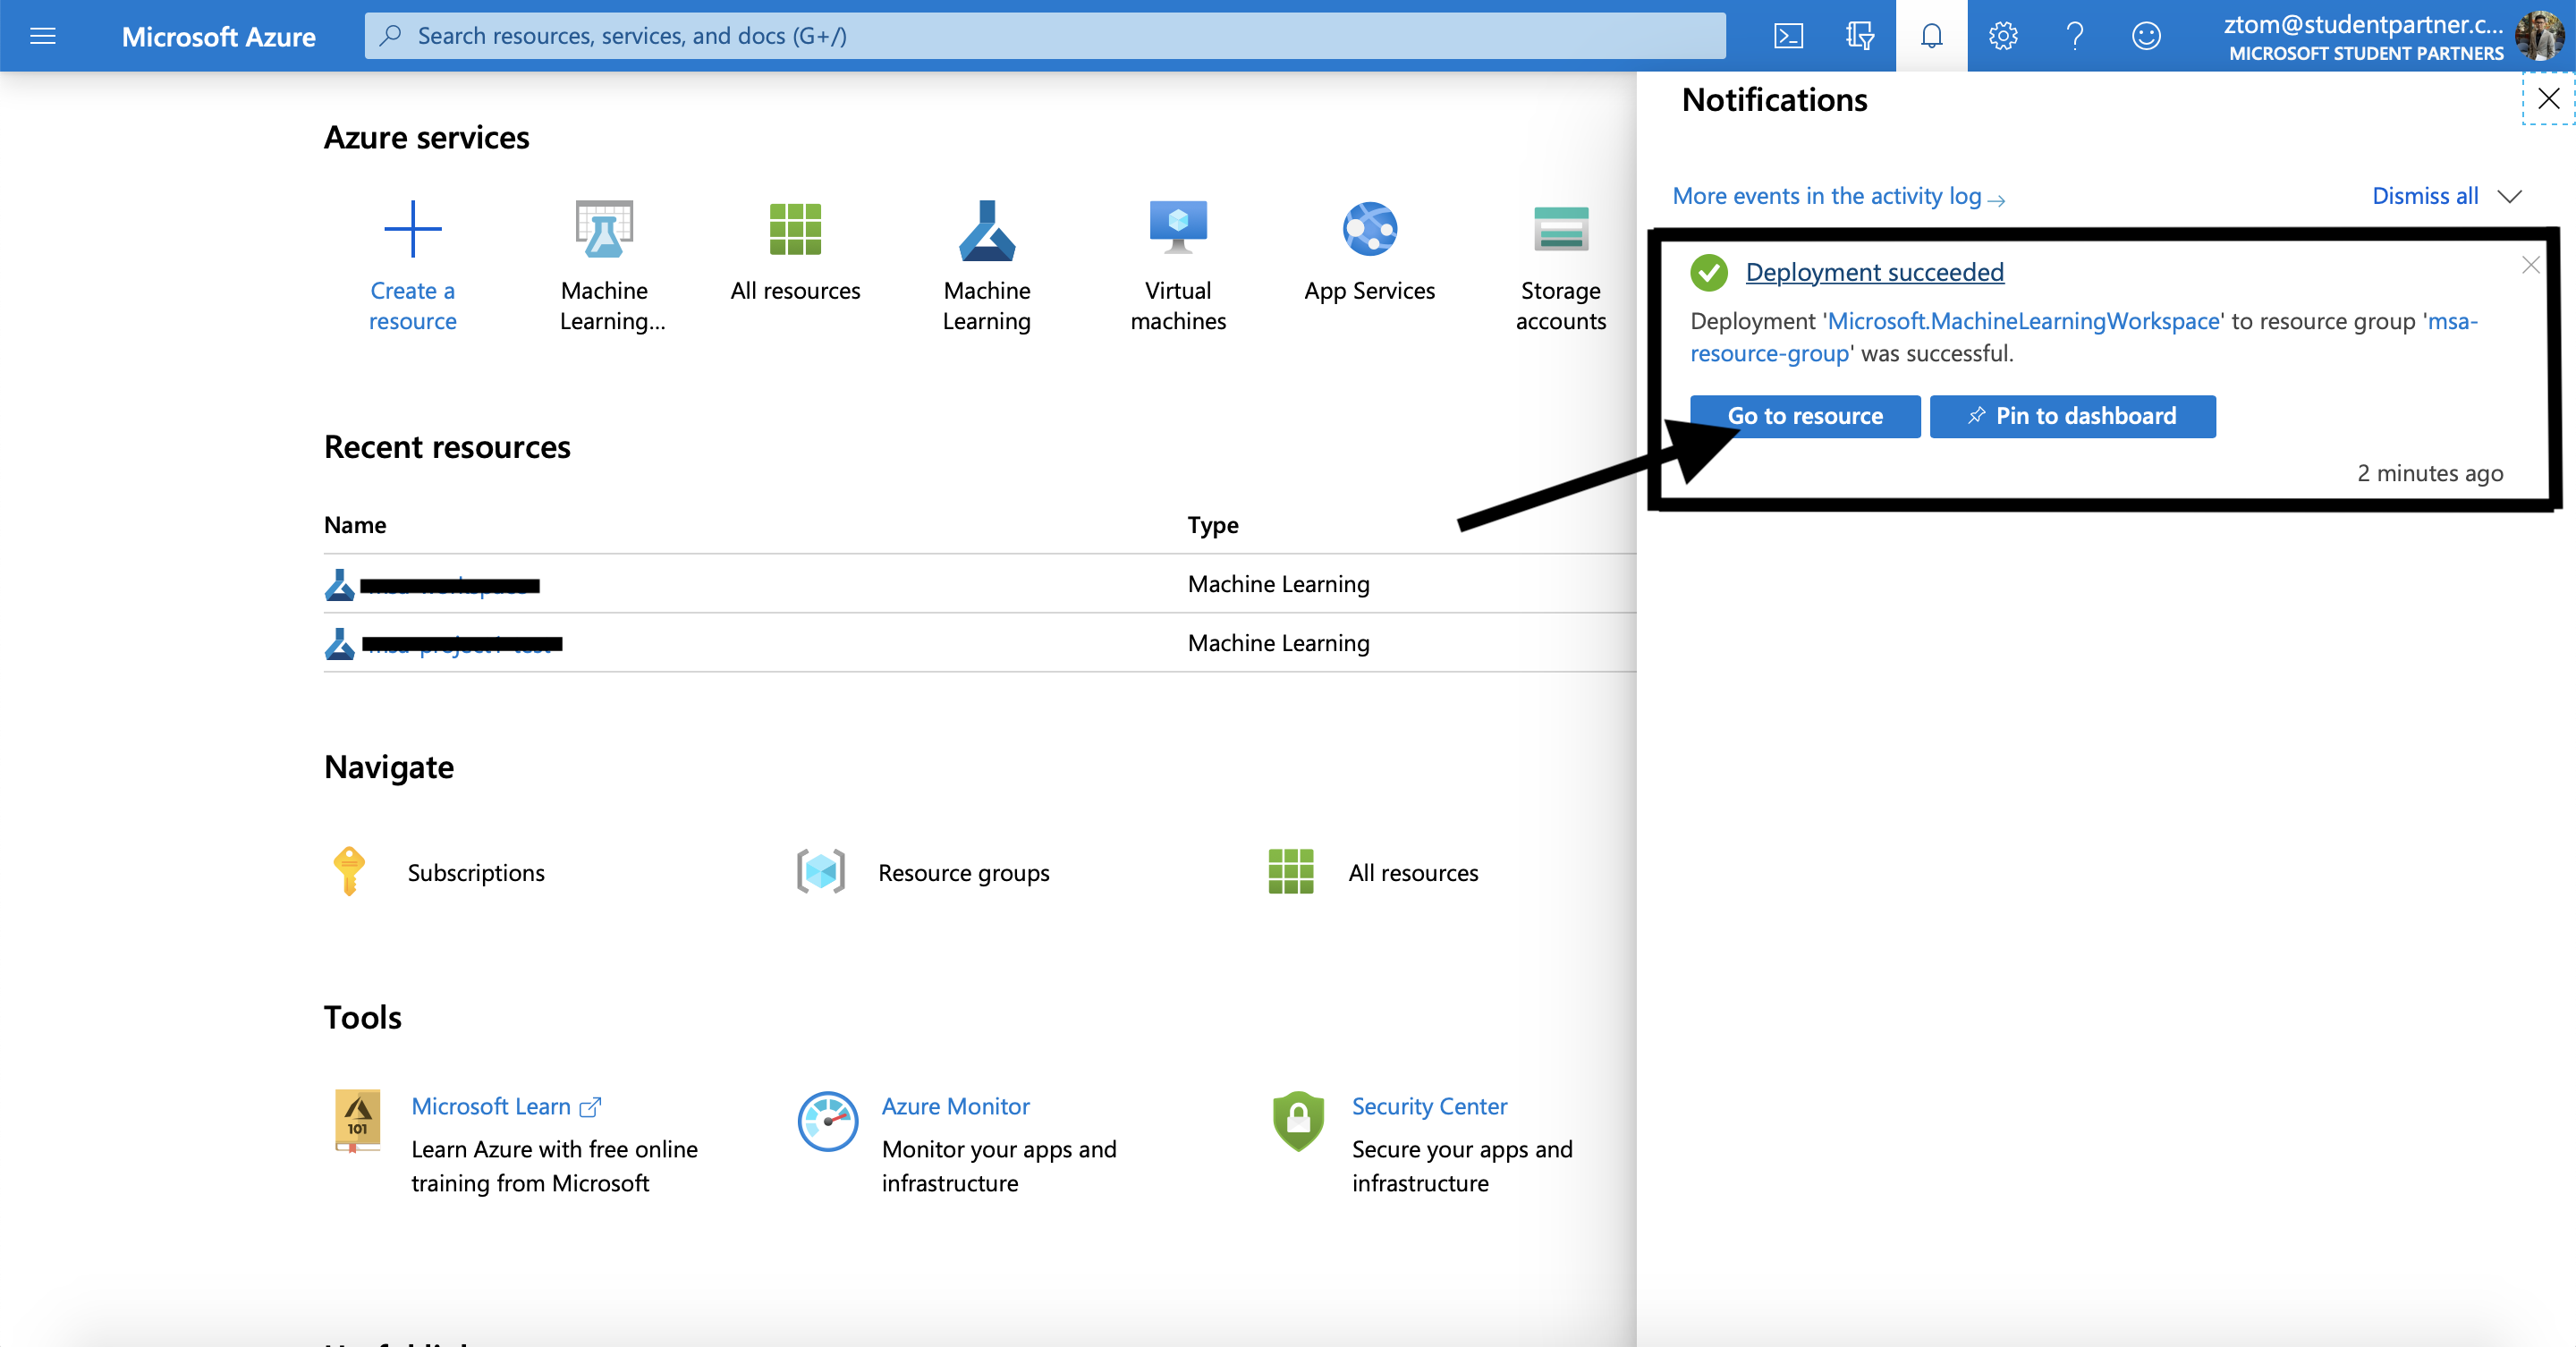 Microsoft Azure
Search resources, services, and docs (G+/)
ztom@studentpartner.c...
MICROSOFT STUDENT PARTNERS
Azure services
Create a
resource
Machine
Learning...
All resources
Machine
Learning
Virtual
machines
App Services
Storage
accounts
Recent resources
Name
Type
Machine Learning
Machine Learning
Navigate
Subscriptions
Resource groups
All resources
Tools
101
Microsoft Learn
Learn Azure with free online
training from Microsoft
Azure Monitor
Monitor your apps and
infrastructure
Security Center
Secure your apps and
infrastructure
Notifications
More events in the activity log →
Dismiss all
Deployment succeeded
Deployment 'Microsoft.MachineLearningWorkspace' to resource group 'msa-
resource-group' was successful.
Go to resource
Pin to dashboard
2 minutes ago